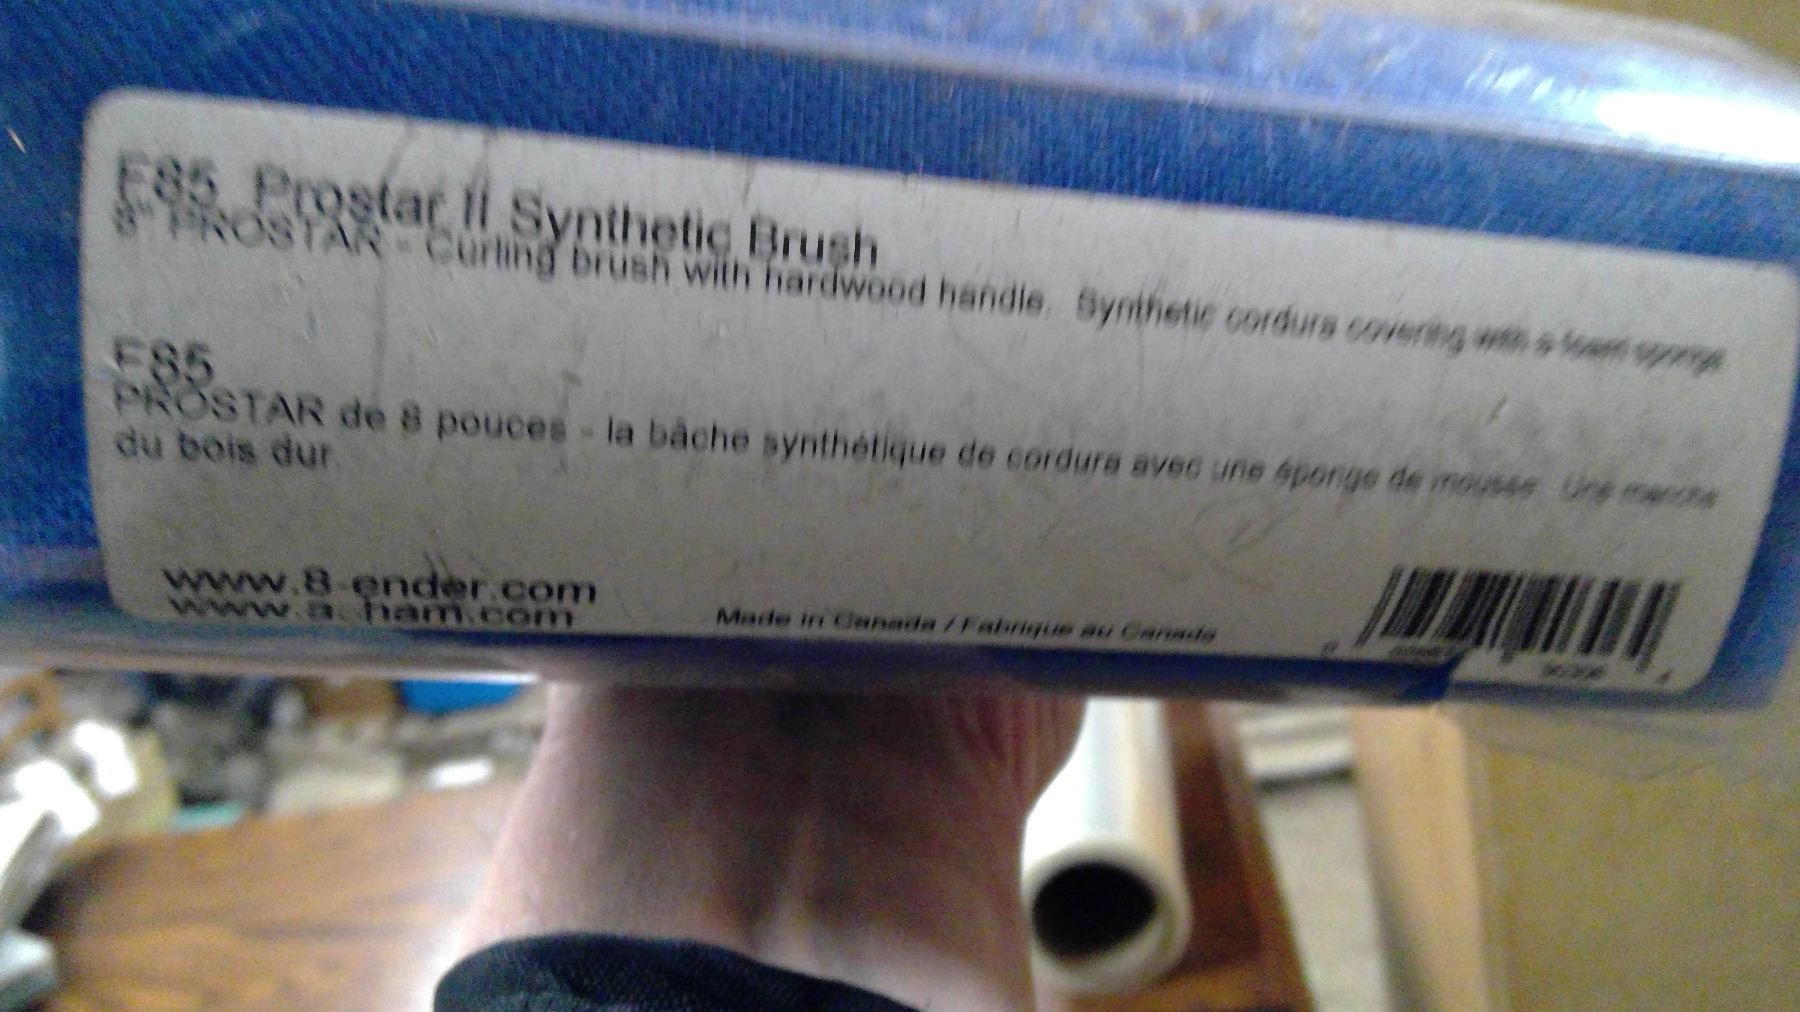 F85 Prostar II Synthetic Brush
8" PROSTAR - Curling brush with hardwood handle. Synthetic cordura covering with a foam sponge.
F85
PROSTAR de 8 pouces - la bâche synthétique de cordura avec une éponge de mousse. Une manche
du bois dur.
www.8-ender.com
www.a--ham.com
Made in Canada / Fabrique au Canada